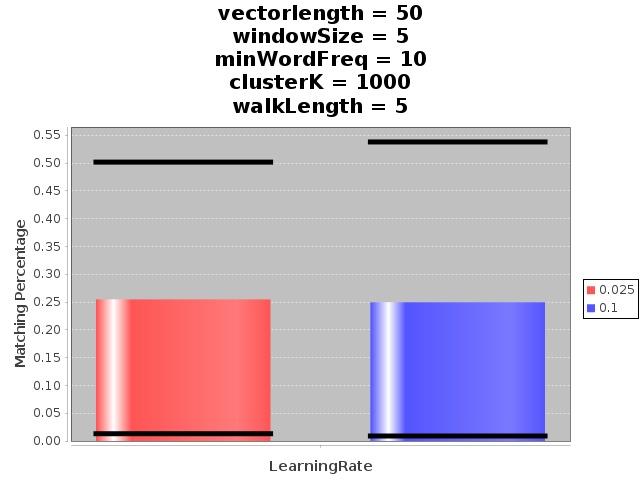 vectorlength = 50
windowSize = 5
minWordFreq = 10
clusterK = 1000
walkLength = 5
Matching Percentage
0.55
0.50
0.45
0.40
0.35
0.30
0.25
0.20
0.15
0.10
0.05
0.00
LearningRate
0.025
0.1